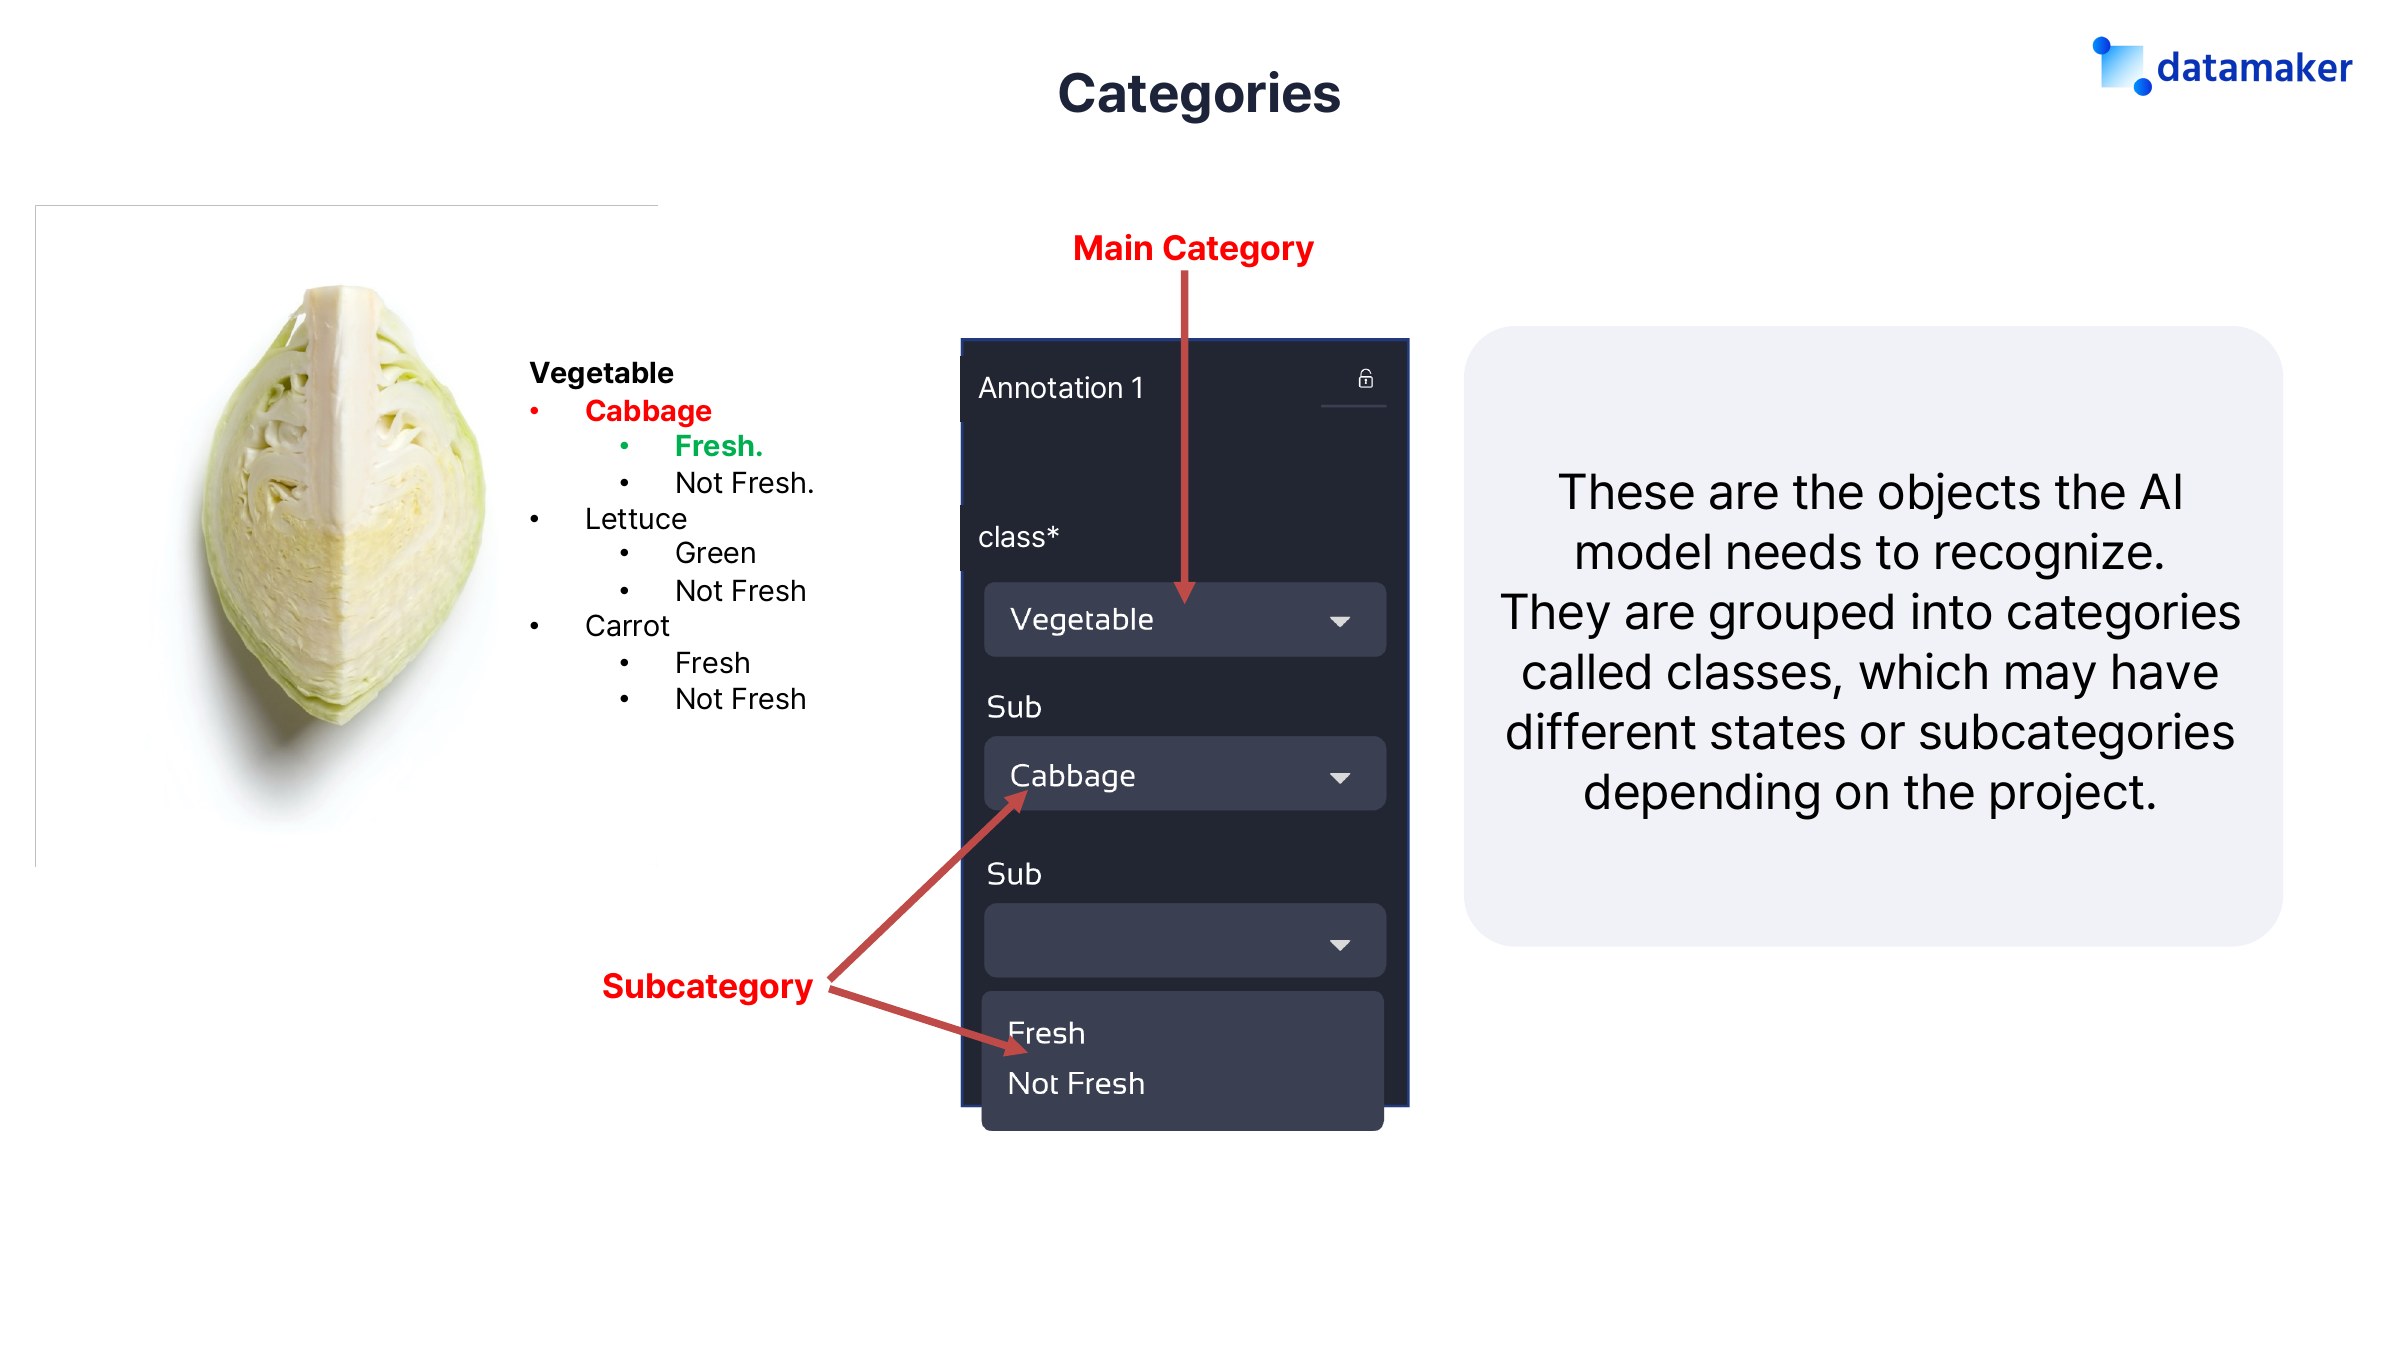 Categories
datamaker
Vegetable
• Cabbage
• Fresh.
• Not Fresh.
• Lettuce
• Green
• Not Fresh
• Carrot
• Fresh
• Not Fresh
Main Category
Annotation 1
class*
Vegetable
Sub
Cabbage
Sub
Fresh
Not Fresh
Subcategory
These are the objects the AI
model needs to recognize.
They are grouped into categories
called classes, which may have
different states or subcategories
depending on the project.